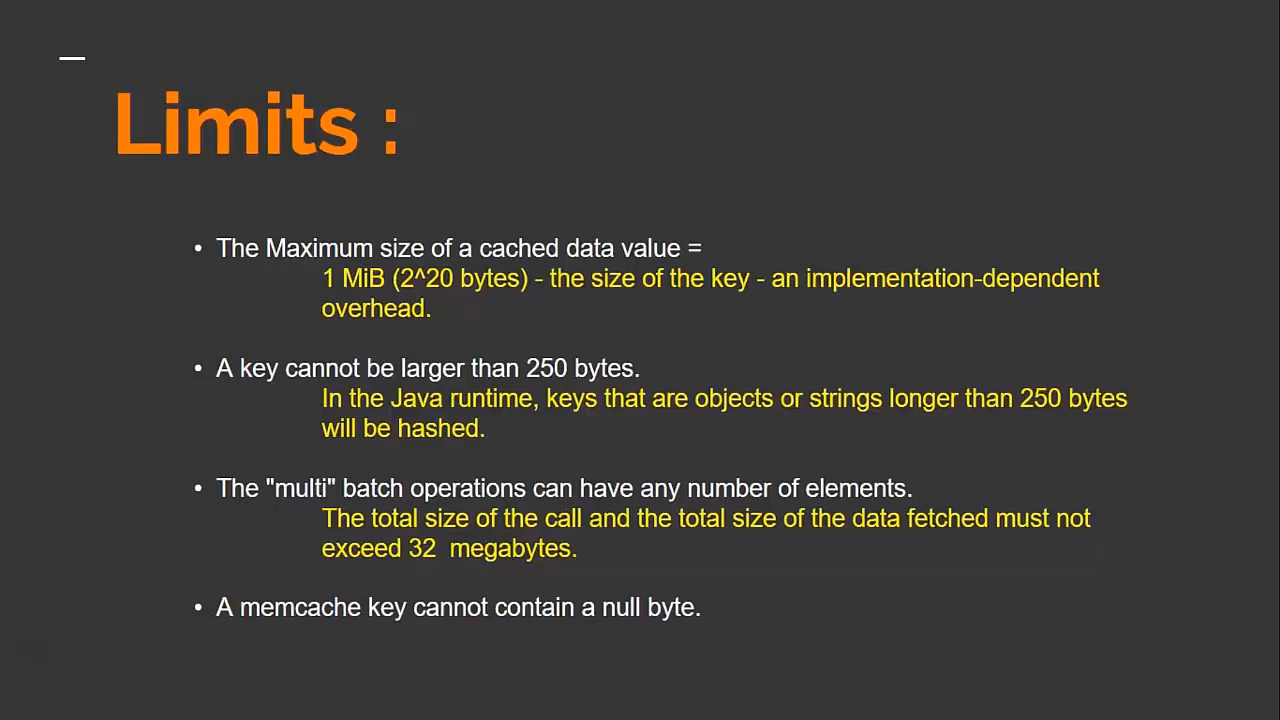 Limits :
• The Maximum size of a cached data value =
1 MiB (2^20 bytes) - the size of the key - an implementation-dependent
overhead.
• A key cannot be larger than 250 bytes.
In the Java runtime, keys that are objects or strings longer than 250 bytes
will be hashed.
• The "multi" batch operations can have any number of elements.
The total size of the call and the total size of the data fetched must not
exceed 32  megabytes.
• A memcache key cannot contain a null byte.